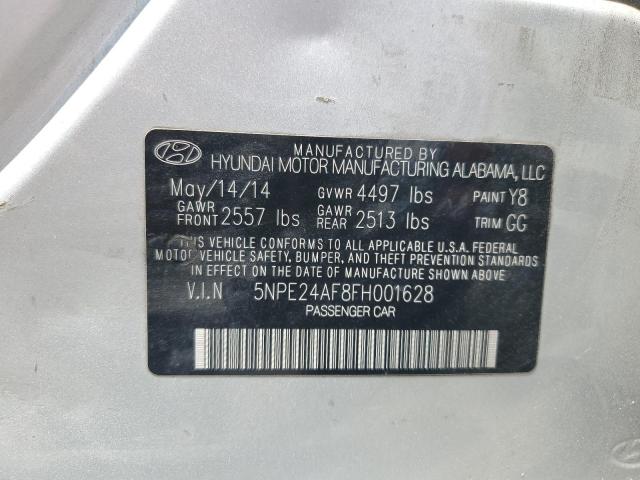 MANUFACTURED BY
HYUNDAI MOTOR MANUFACTURING ALABAMA, LLC
May/14/14 GVWR 4497 lbs PAINT Y8
GAWR FRONT 2557 lbs GAWR REAR 2513 lbs TRIM GG
THIS VEHICLE CONFORMS TO ALL APPLICABLE U.S.A. FEDERAL
MOTOR VEHICLE SAFETY, BUMPER, AND THEFT PREVENTION STANDARDS
IN EFFECT ON THE DATE OF MANUFACTURE SHOWN ABOVE
V.I.N 5NPE24AF8FH001628
PASSENGER CAR